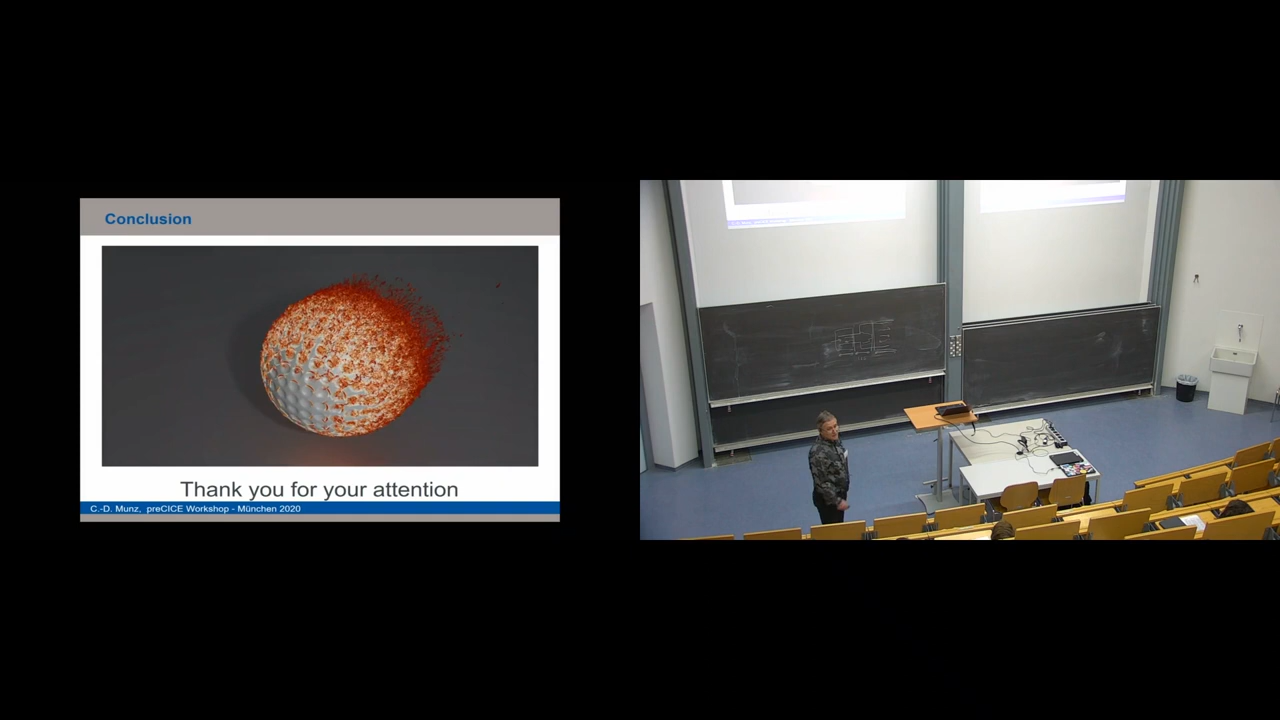 Conclusion
Thank you for your attention
C.-D. Munz, preCICE Workshop - München 2020